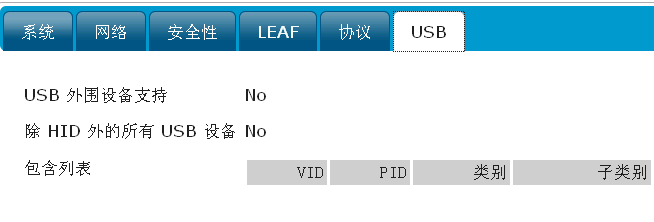 系统 网络 安全性 LEAF 协议 USB
USB 外围设备支持 No
除 HID 外的所有 USB 设备 No
包含列表 VID PID 类别 子类别